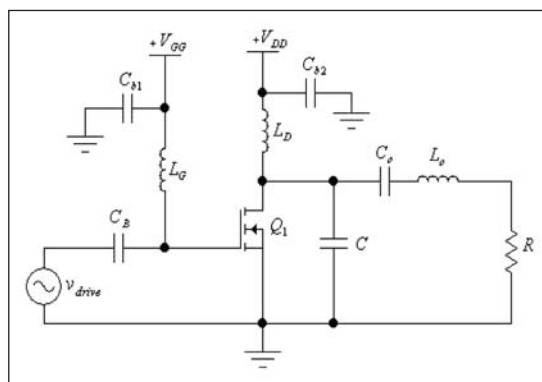 +V_GG
+V_DD
C_b1
C_b2
L_D
L_G
C_o
L_o
C_B
Q_1
C
R
v_drive